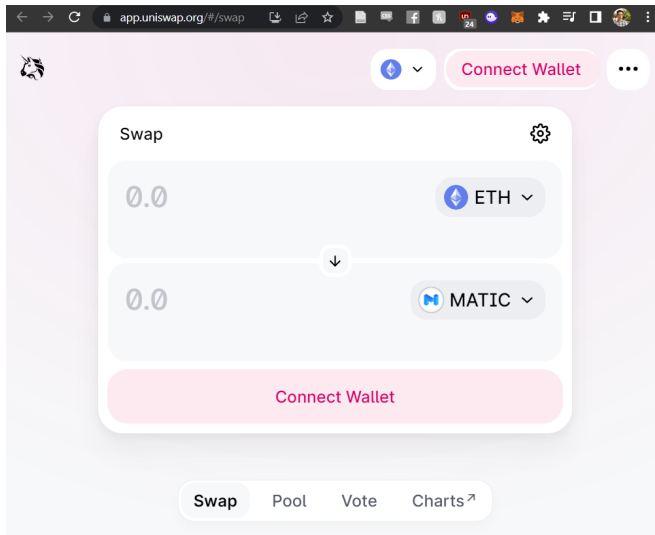 app.uniswap.org/#/swap
24
Connect Wallet
Swap
0.0
ETH
0.0
MATIC
Connect Wallet
Swap Pool Vote Charts↗